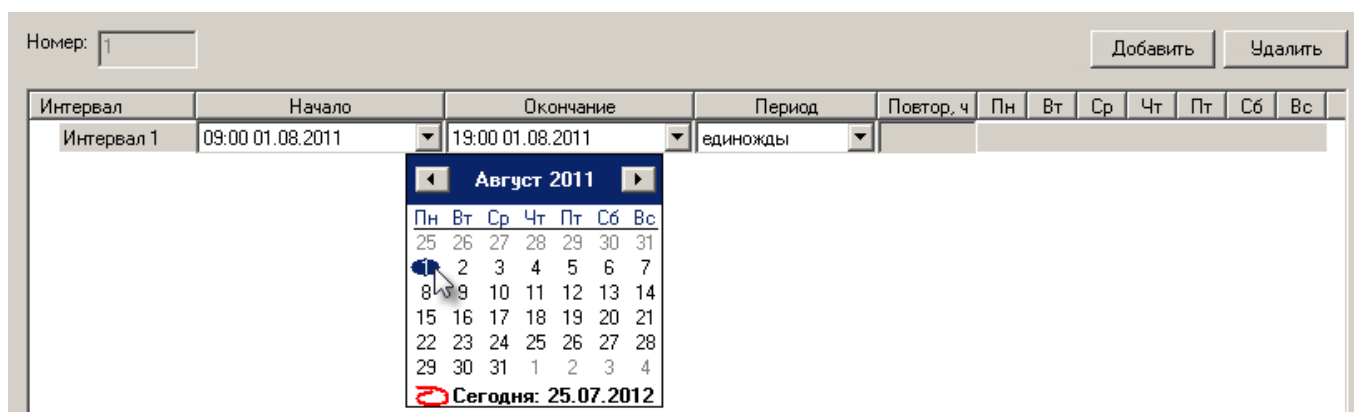 Номер: 1 Добавить Удалить
Интервал Начало Окончание Период Повтор, ч Пн Вт Ср Чт Пт Сб Вс
Интервал 1 09:00 01.08.2011 19:00 01.08.2011 единожды
Август 2011
Пн Вт Ср Чт Пт Сб Вс
25 26 27 28 29 30 31
1 2 3 4 5 6 7
8 9 10 11 12 13 14
15 16 17 18 19 20 21
22 23 24 25 26 27 28
29 30 31 1 2 3 4
Сегодня: 25.07.2012